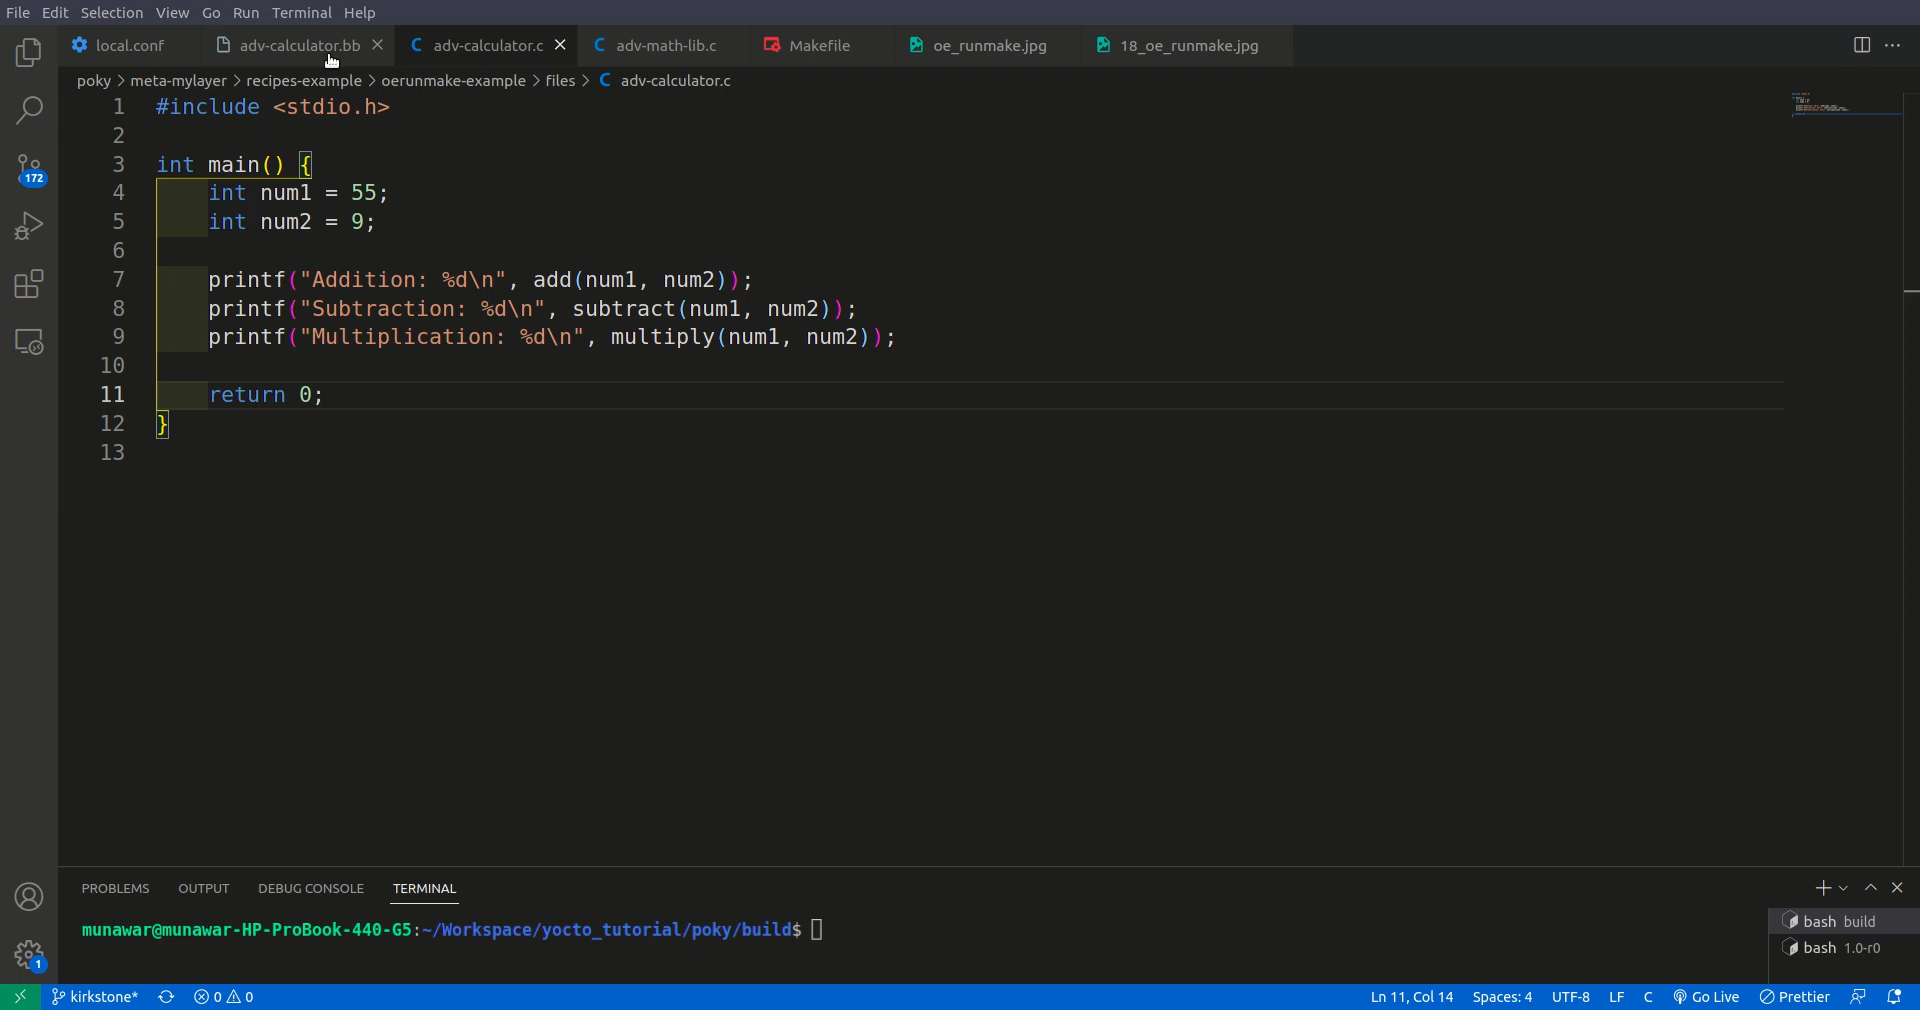 File Edit Selection View Go Run Terminal Help
local.conf adv-calculator.bb adv-calculator.c adv-math-lib.c Makefile oe_runmake.jpg 18_oe_runmake.jpg
poky > meta-mylayer > recipes-example > oerunmake-example > files > C adv-calculator.c
1 #include <stdio.h>
2
3 int main() {
4 int num1 = 55;
5 int num2 = 9;
6
7 printf("Addition: %d\n", add(num1, num2));
8 printf("Subtraction: %d\n", subtract(num1, num2));
9 printf("Multiplication: %d\n", multiply(num1, num2));
10
11 return 0;
12 }
13
172
1
PROBLEMS OUTPUT DEBUG CONSOLE TERMINAL
munawar@munawar-HP-ProBook-440-G5:~/Workspace/yocto_tutorial/poky/build$
bash build
bash 1.0-r0
kirkstone* 0 0 Ln 11, Col 14 Spaces: 4 UTF-8 LF C Go Live Prettier